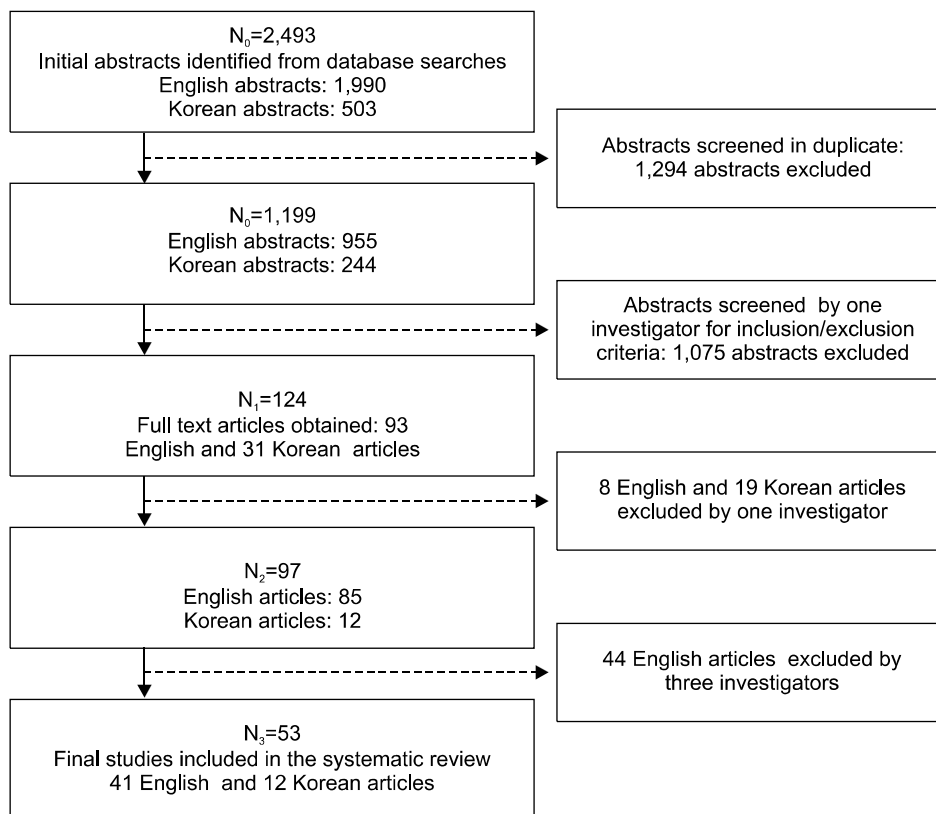 N₀=2,493
Initial abstracts identified from database searches
English abstracts: 1,990
Korean abstracts: 503
Abstracts screened in duplicate:
1,294 abstracts excluded
N₀=1,199
English abstracts: 955
Korean abstracts: 244
Abstracts screened by one
investigator for inclusion/exclusion
criteria: 1,075 abstracts excluded
N₁=124
Full text articles obtained: 93
English and 31 Korean articles
8 English and 19 Korean articles
excluded by one investigator
N₂=97
English articles: 85
Korean articles: 12
44 English articles excluded by
three investigators
N₃=53
Final studies included in the systematic review
41 English and 12 Korean articles